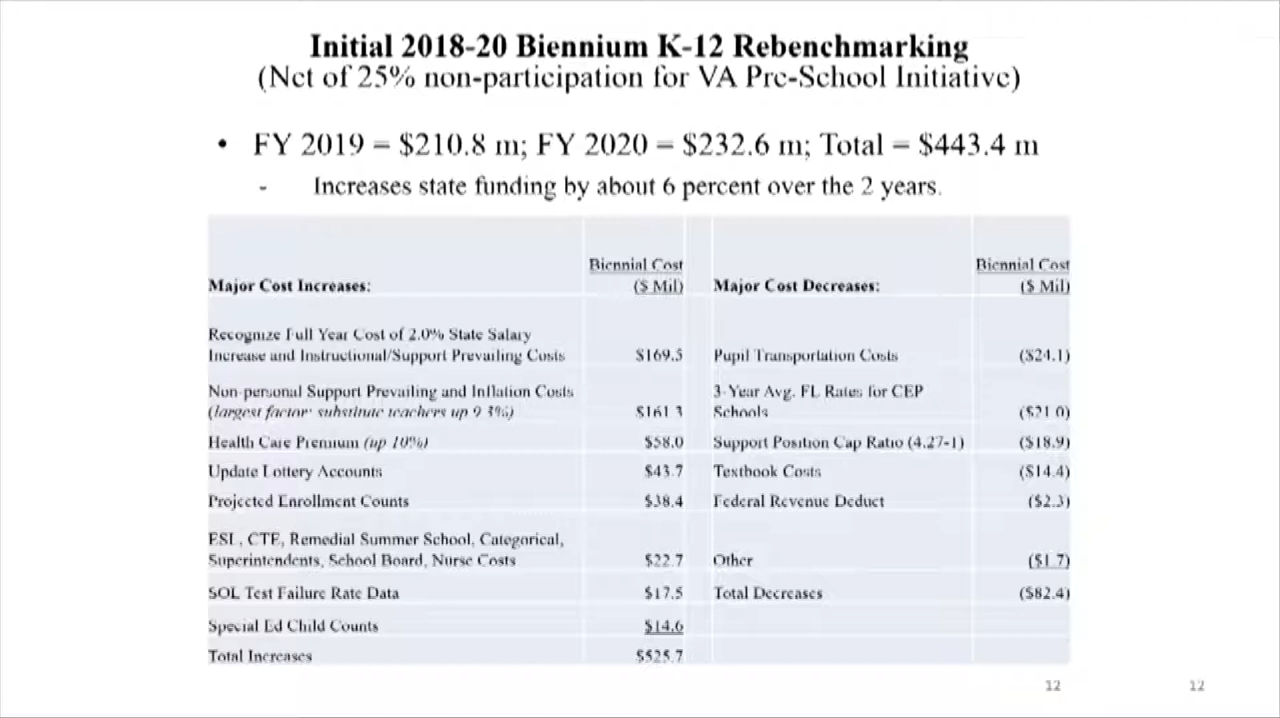 Initial 2018-20 Biennium K-12 Rebenchmarking
(Net of 25% non-participation for VA Pre-School Initiative)
• FY 2019 = $210.8 m; FY 2020 = $232.6 m; Total = $443.4 m
- Increases state funding by about 6 percent over the 2 years.
Major Cost Increases:
Biennial Cost
($ Mil)
Major Cost Decreases:
Biennial Cost
($ Mil)
Recognize Full Year Cost of 2.0% State Salary
Increase and Instructional/Support Prevailing Costs
$169.5
Pupil Transportation Costs
($24.1)
Non-personal Support Prevailing and Inflation Costs
(largest factor: substitute teachers up 9.3%)
$161.3
3-Year Avg. FL Rates for CEP
Schools
($21.0)
Health Care Premium (up 10%)
$58.0
Support Position Cap Ratio (4.27-1)
($18.9)
Update Lottery Accounts
$43.7
Textbook Costs
($14.4)
Projected Enrollment Counts
$38.4
Federal Revenue Deduct
($2.3)
ESL, CTE, Remedial Summer School, Categorical,
Superintendents, School Board, Nurse Costs
$22.7
Other
($1.7)
SOL Test Failure Rate Data
$17.5
Total Decreases
($82.4)
Special Ed Child Counts
$14.6
Total Increases
$525.7
12
12